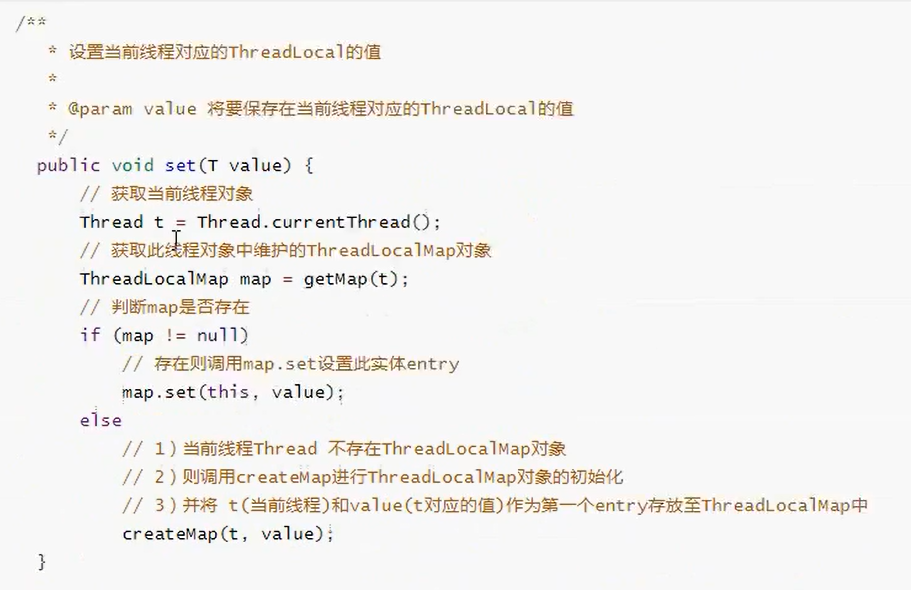 /**
 * 设置当前线程对应的ThreadLocal的值
 *
 * @param value 将要保存在当前线程对应的ThreadLocal的值
 */
public void set(T value) {
// 获取当前线程对象
Thread t = Thread.currentThread();
// 获取此线程对象中维护的ThreadLocalMap对象
ThreadLocalMap map = getMap(t);
// 判断map是否存在
if (map != null)
// 存在则调用map.set设置此实体entry
map.set(this, value);
else
// 1）当前线程Thread 不存在ThreadLocalMap对象
// 2）则调用createMap进行ThreadLocalMap对象的初始化
// 3）并将 t(当前线程)和value(t对应的值)作为第一个entry存放至ThreadLocalMap中
createMap(t, value);
}